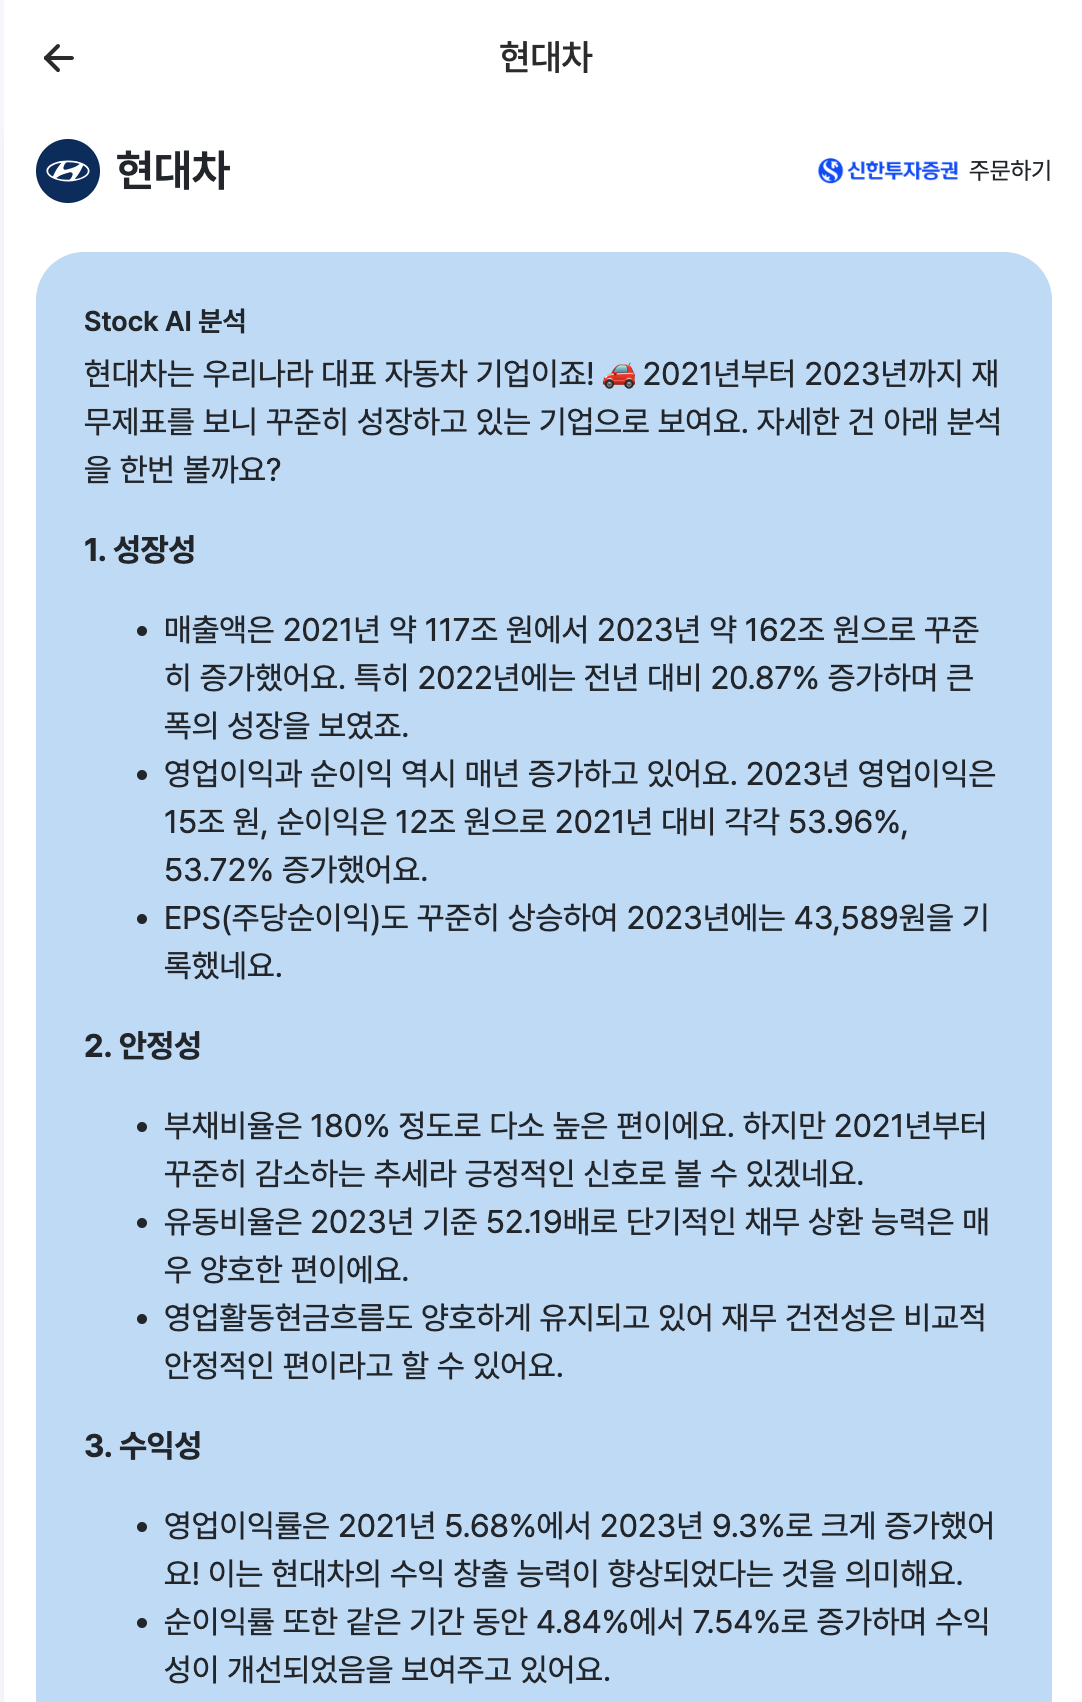 현대차
현대차
신한투자증권 주문하기
Stock AI 분석
현대차는 우리나라 대표 자동차 기업이죠! 🚗 2021년부터 2023년까지 재
무제표를 보니 꾸준히 성장하고 있는 기업으로 보여요. 자세한 건 아래 분석
을 한번 볼까요?
1. 성장성
• 매출액은 2021년 약 117조 원에서 2023년 약 162조 원으로 꾸준
히 증가했어요. 특히 2022년에는 전년 대비 20.87% 증가하며 큰
폭의 성장을 보였죠.
• 영업이익과 순이익 역시 매년 증가하고 있어요. 2023년 영업이익은
15조 원, 순이익은 12조 원으로 2021년 대비 각각 53.96%,
53.72% 증가했어요.
• EPS(주당순이익)도 꾸준히 상승하여 2023년에는 43,589원을 기
록했네요.
2. 안정성
• 부채비율은 180% 정도로 다소 높은 편이에요. 하지만 2021년부터
꾸준히 감소하는 추세라 긍정적인 신호로 볼 수 있겠네요.
• 유동비율은 2023년 기준 52.19배로 단기적인 채무 상환 능력은 매
우 양호한 편이에요.
• 영업활동현금흐름도 양호하게 유지되고 있어 재무 건전성은 비교적
안정적인 편이라고 할 수 있어요.
3. 수익성
• 영업이익률은 2021년 5.68%에서 2023년 9.3%로 크게 증가했어
요! 이는 현대차의 수익 창출 능력이 향상되었다는 것을 의미해요.
• 순이익률 또한 같은 기간 동안 4.84%에서 7.54%로 증가하며 수익
성이 개선되었음을 보여주고 있어요.